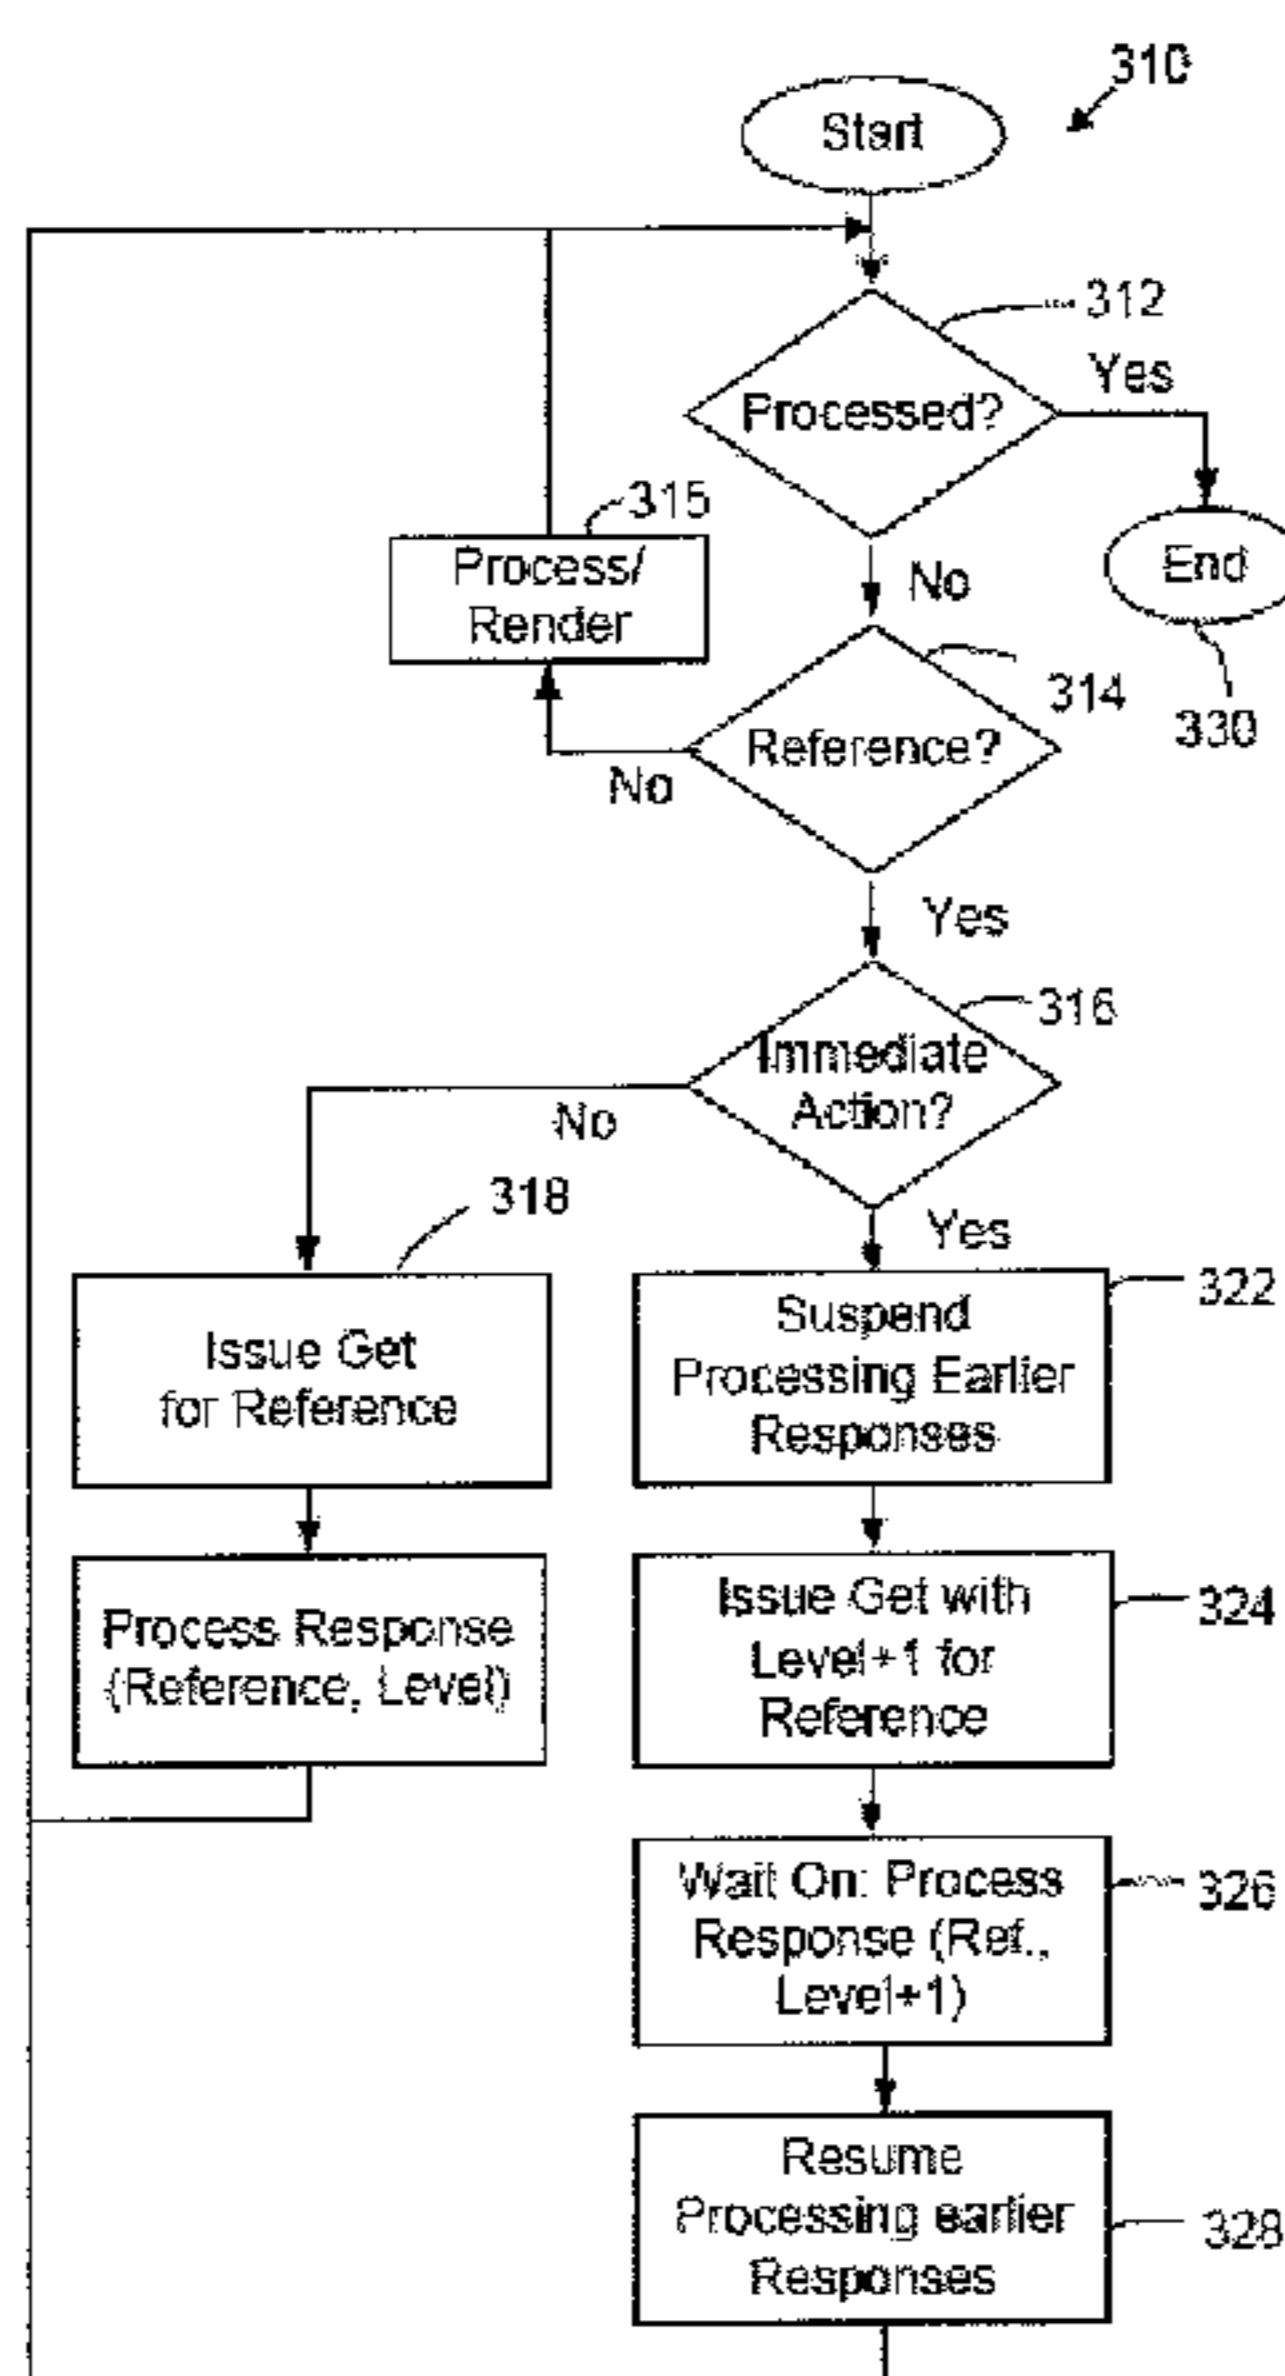 310
Start
312
Processed?
Yes
315
Process/
Render
No
End
314
330
Reference?
No
Yes
316
Immediate
Action?
No
318
Yes
322
Issue Get
for Reference
Suspend
Processing Earlier
Responses
Process Response
(Reference, Level)
Issue Get with
Level+1 for
Reference
324
Wait On: Process
Response (Ref.,
Level+1)
326
Resume
Processing earlier
Responses
328